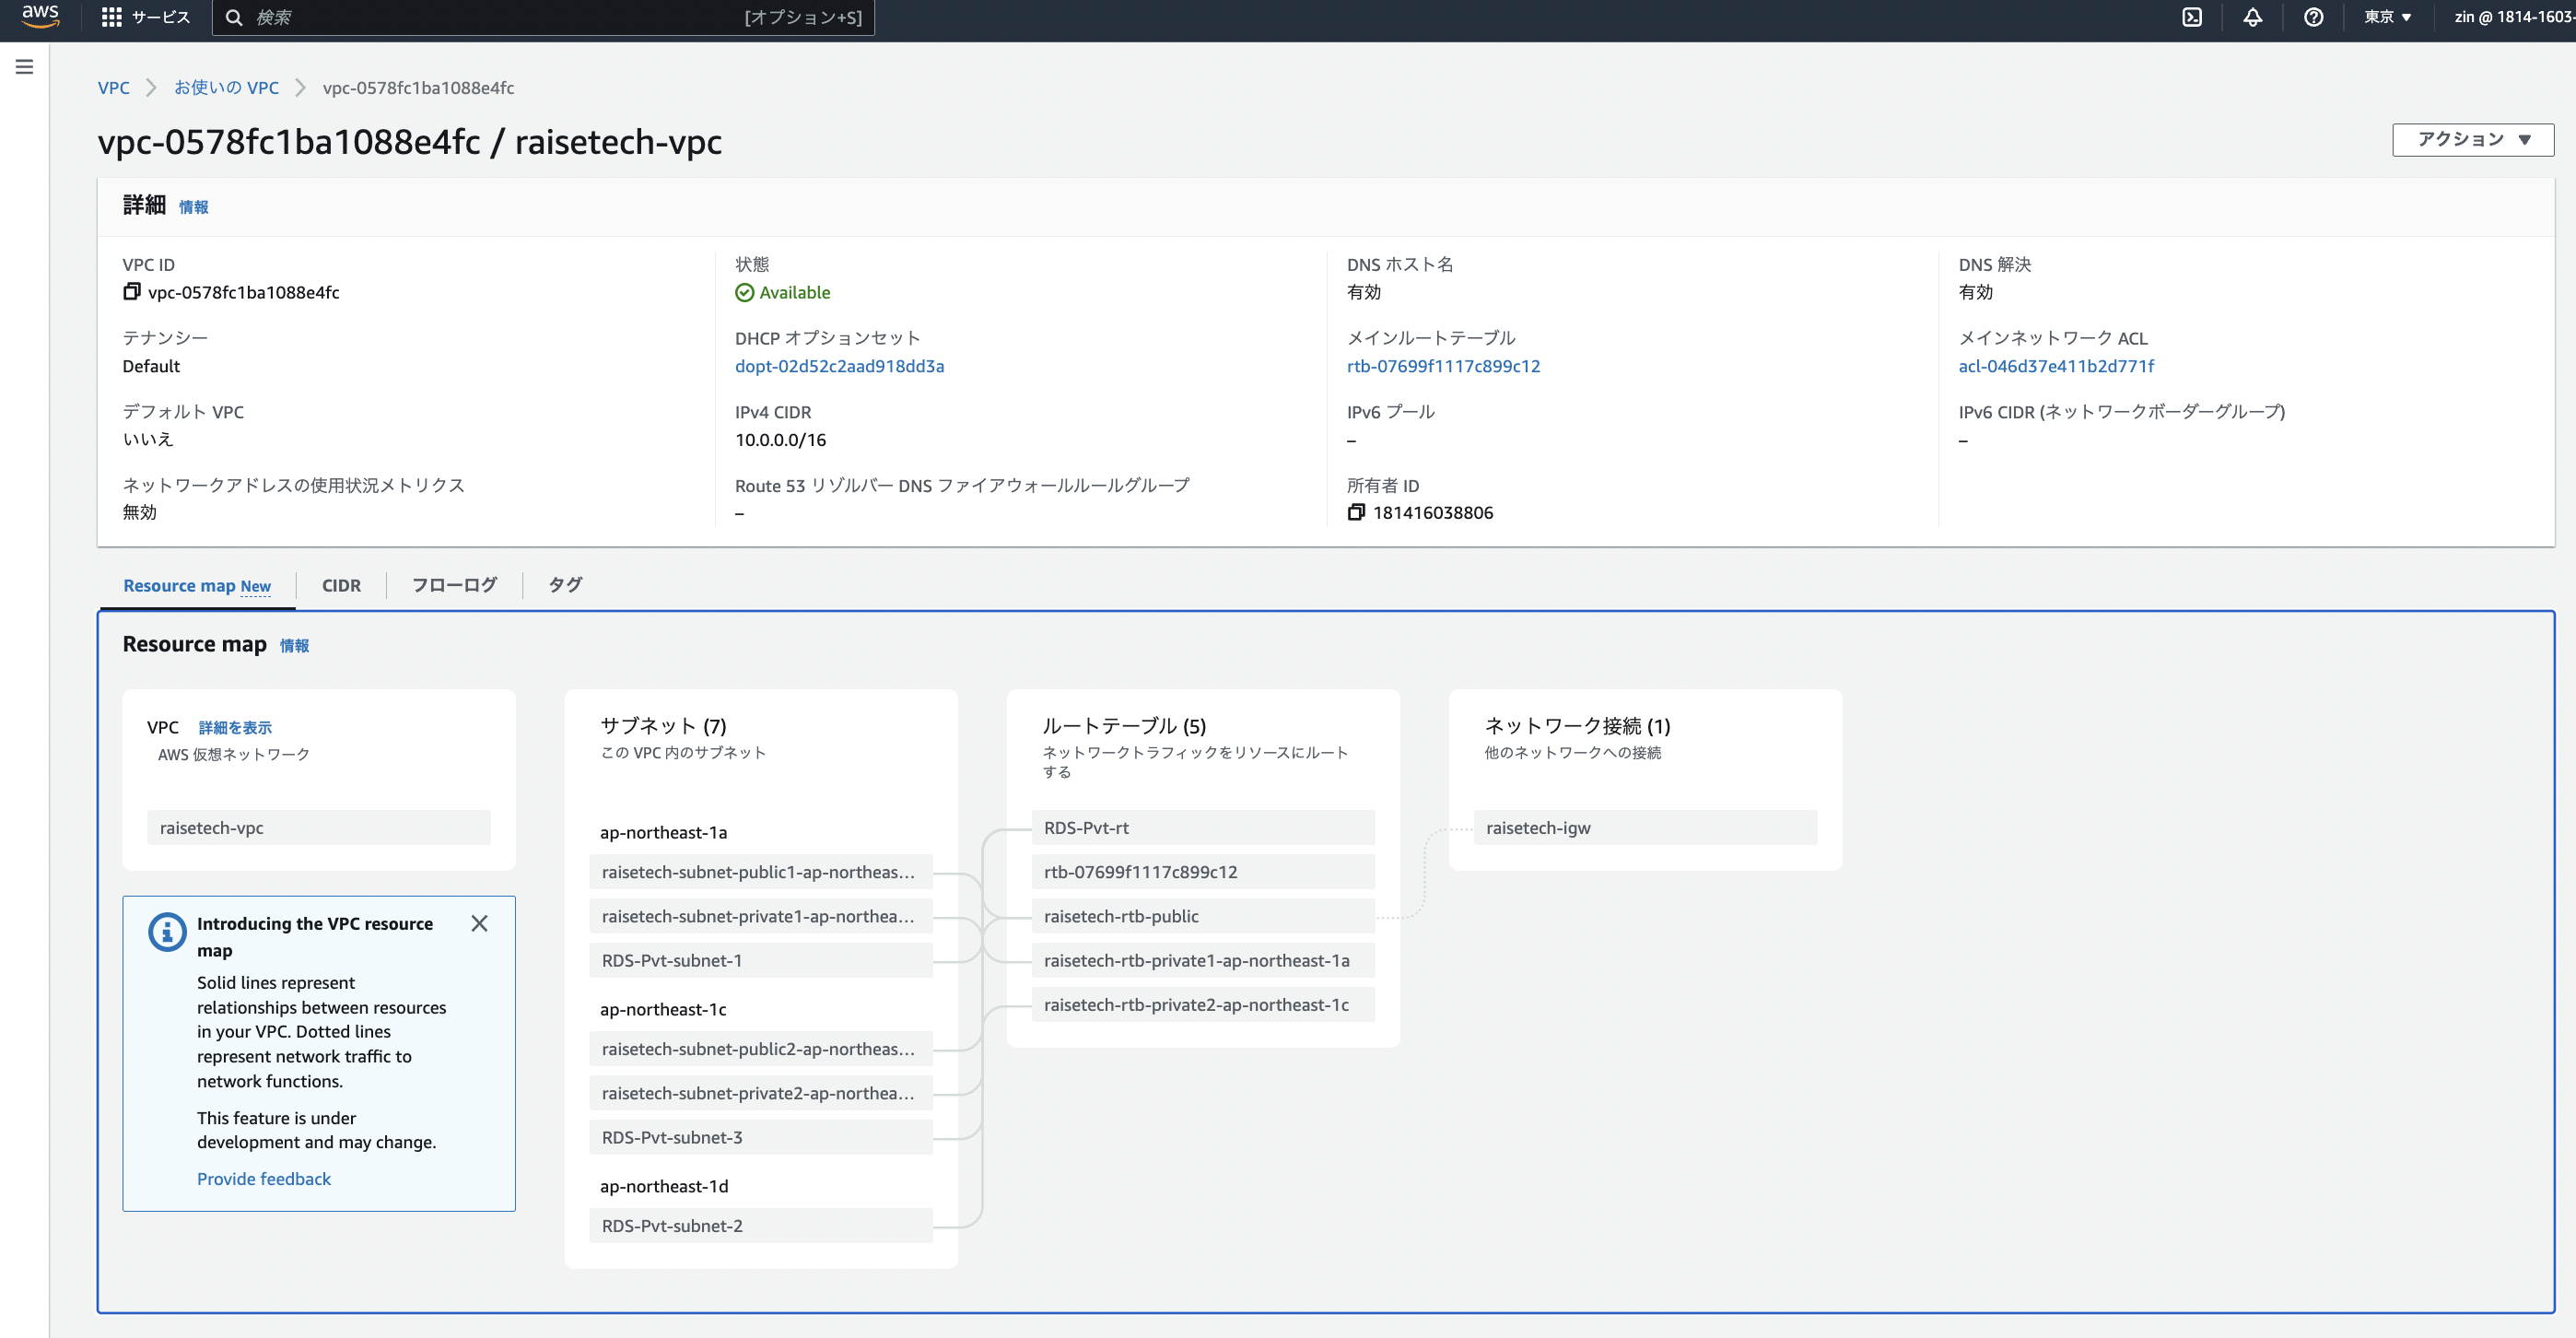 aws
サービス
検索
[オプション+S]
東京
zin @ 1814-1603-
VPC
お使いの VPC
vpc-0578fc1ba1088e4fc
vpc-0578fc1ba1088e4fc / raisetech-vpc
アクション
詳細 情報
VPC ID
vpc-0578fc1ba1088e4fc
状態
Available
DNS ホスト名
有効
DNS 解決
有効
テナンシー
Default
DHCP オプションセット
dopt-02d52c2aad918dd3a
メインルートテーブル
rtb-07699f1117c899c12
メインネットワーク ACL
acl-046d37e411b2d771f
デフォルト VPC
いいえ
IPv4 CIDR
10.0.0.0/16
IPv6 プール
–
IPv6 CIDR (ネットワークボーダーグループ)
–
ネットワークアドレスの使用状況メトリクス
無効
Route 53 リゾルバー DNS ファイアウォールルールグループ
–
所有者 ID
181416038806
Resource map New
CIDR
フローログ
タグ
Resource map 情報
VPC 詳細を表示
AWS 仮想ネットワーク
raisetech-vpc
Introducing the VPC resource
map
Solid lines represent
relationships between resources
in your VPC. Dotted lines
represent network traffic to
network functions.
This feature is under
development and may change.
Provide feedback
サブネット (7)
この VPC 内のサブネット
ap-northeast-1a
raisetech-subnet-public1-ap-northeas...
raisetech-subnet-private1-ap-northea...
RDS-Pvt-subnet-1
ap-northeast-1c
raisetech-subnet-public2-ap-northeas...
raisetech-subnet-private2-ap-northea...
RDS-Pvt-subnet-3
ap-northeast-1d
RDS-Pvt-subnet-2
ルートテーブル (5)
ネットワークトラフィックをリソースにルート
する
RDS-Pvt-rt
rtb-07699f1117c899c12
raisetech-rtb-public
raisetech-rtb-private1-ap-northeast-1a
raisetech-rtb-private2-ap-northeast-1c
ネットワーク接続 (1)
他のネットワークへの接続
raisetech-igw